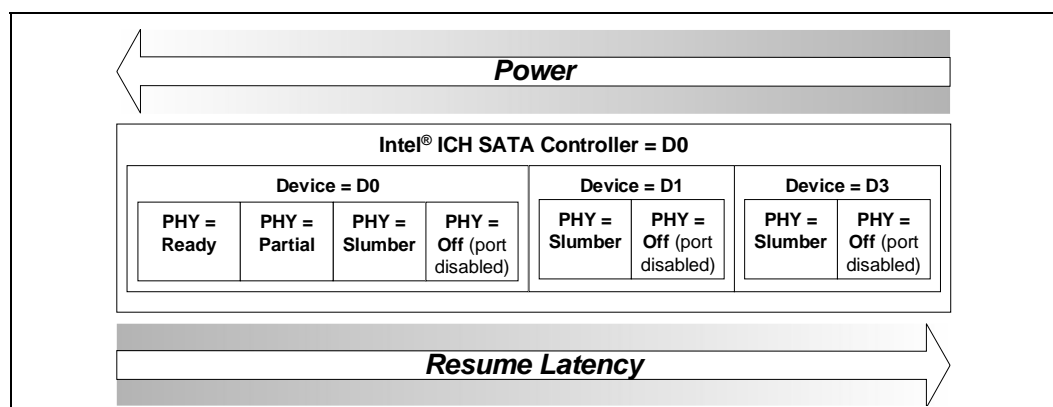 Power
Intel® ICH SATA Controller = D0
Device = D0
PHY =
Ready
PHY =
Partial
PHY =
Slumber
PHY =
Off (port
disabled)
Device = D1
PHY =
Slumber
PHY =
Off (port
disabled)
Device = D3
PHY =
Slumber
PHY =
Off (port
disabled)
Resume Latency